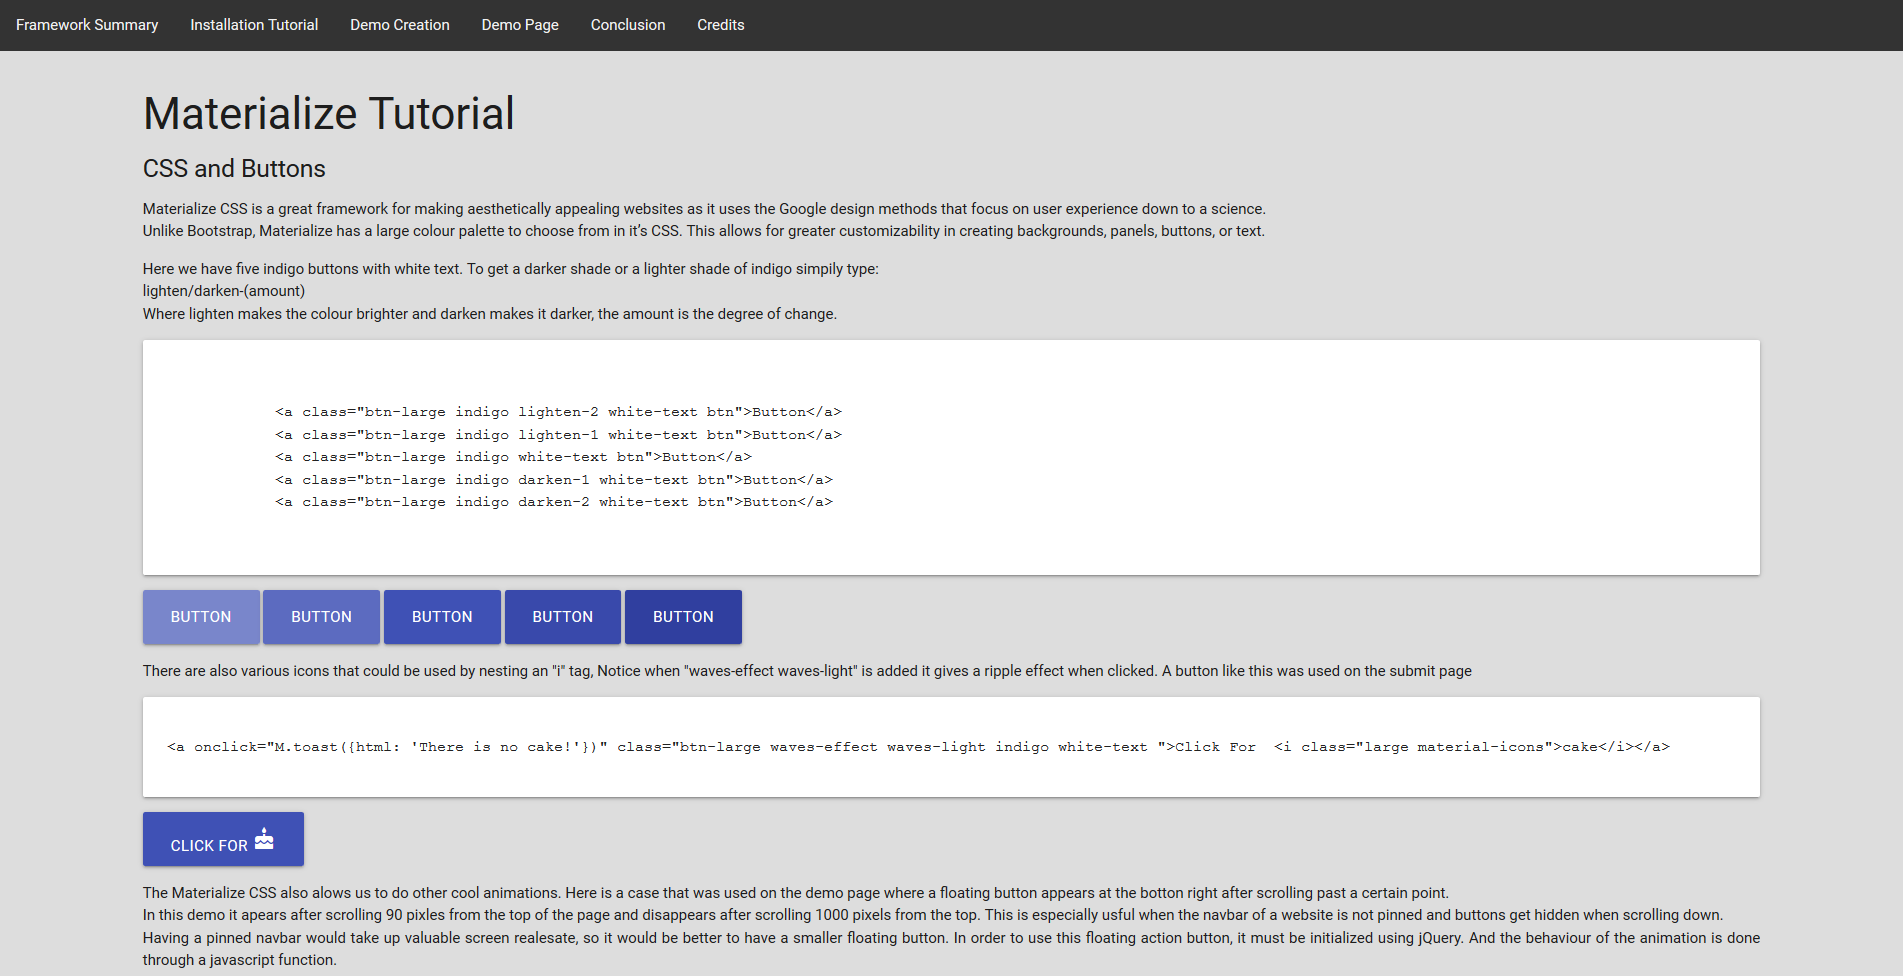 Framework Summary Installation Tutorial Demo Creation Demo Page Conclusion Credits
Materialize Tutorial
CSS and Buttons
Materialize CSS is a great framework for making aesthetically appealing websites as it uses the Google design methods that focus on user experience down to a science.
Unlike Bootstrap, Materialize has a large colour palette to choose from in it’s CSS. This allows for greater customizability in creating backgrounds, panels, buttons, or text.
Here we have five indigo buttons with white text. To get a darker shade or a lighter shade of indigo simpily type:
lighten/darken-(amount)
Where lighten makes the colour brighter and darken makes it darker, the amount is the degree of change.
<a class="btn-large indigo lighten-2 white-text btn">Button</a>
<a class="btn-large indigo lighten-1 white-text btn">Button</a>
<a class="btn-large indigo white-text btn">Button</a>
<a class="btn-large indigo darken-1 white-text btn">Button</a>
<a class="btn-large indigo darken-2 white-text btn">Button</a>
BUTTON BUTTON BUTTON BUTTON BUTTON
There are also various icons that could be used by nesting an "i" tag, Notice when "waves-effect waves-light" is added it gives a ripple effect when clicked. A button like this was used on the submit page
<a onclick="M.toast({html: 'There is no cake!'})" class="btn-large waves-effect waves-light indigo white-text ">Click For  <i class="large material-icons">cake</i></a>
CLICK FOR
The Materialize CSS also alows us to do other cool animations. Here is a case that was used on the demo page where a floating button appears at the botton right after scrolling past a certain point.
In this demo it apears after scrolling 90 pixles from the top of the page and disappears after scrolling 1000 pixels from the top. This is especially usful when the navbar of a website is not pinned and buttons get hidden when scrolling down.
Having a pinned navbar would take up valuable screen realesate, so it would be better to have a smaller floating button. In order to use this floating action button, it must be initialized using jQuery. And the behaviour of the animation is done
through a javascript function.